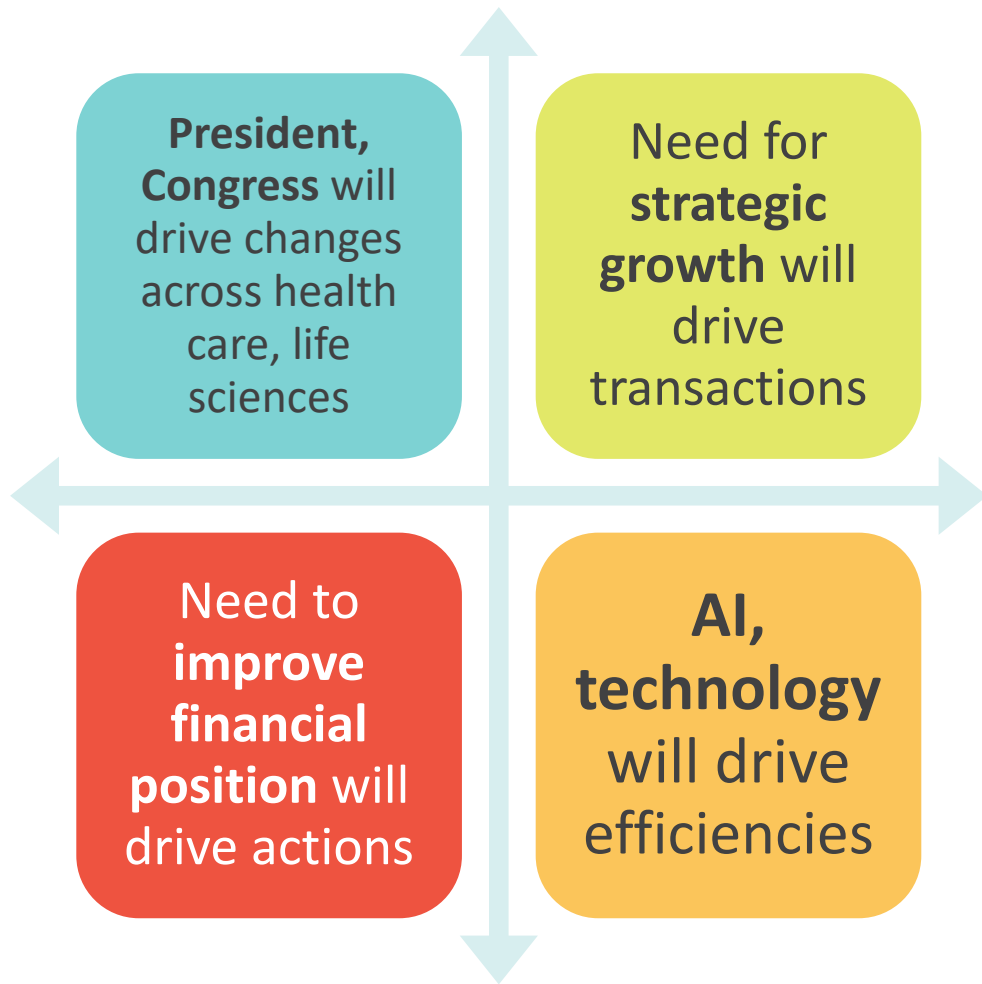 President,
Congress will
drive changes
across health
care, life
sciences
Need for
strategic
growth will
drive
transactions
Need to
improve
financial
position will
drive actions
AI,
technology
will drive
efficiencies